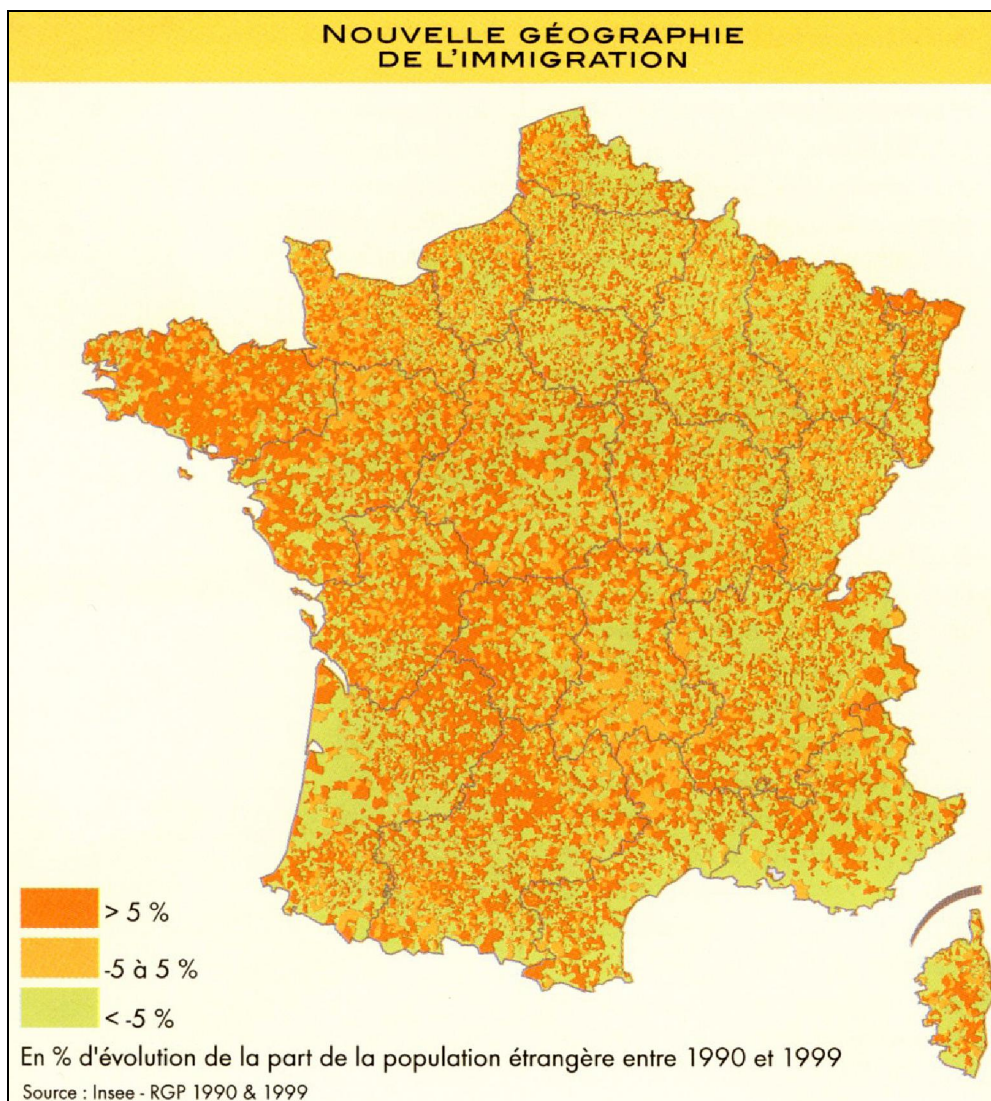 NOUVELLE GÉOGRAPHIE
DE L'IMMIGRATION
> 5 %
-5 à 5 %
< -5 %
En % d'évolution de la part de la population étrangère entre 1990 et 1999
Source : Insee - RGP 1990 & 1999